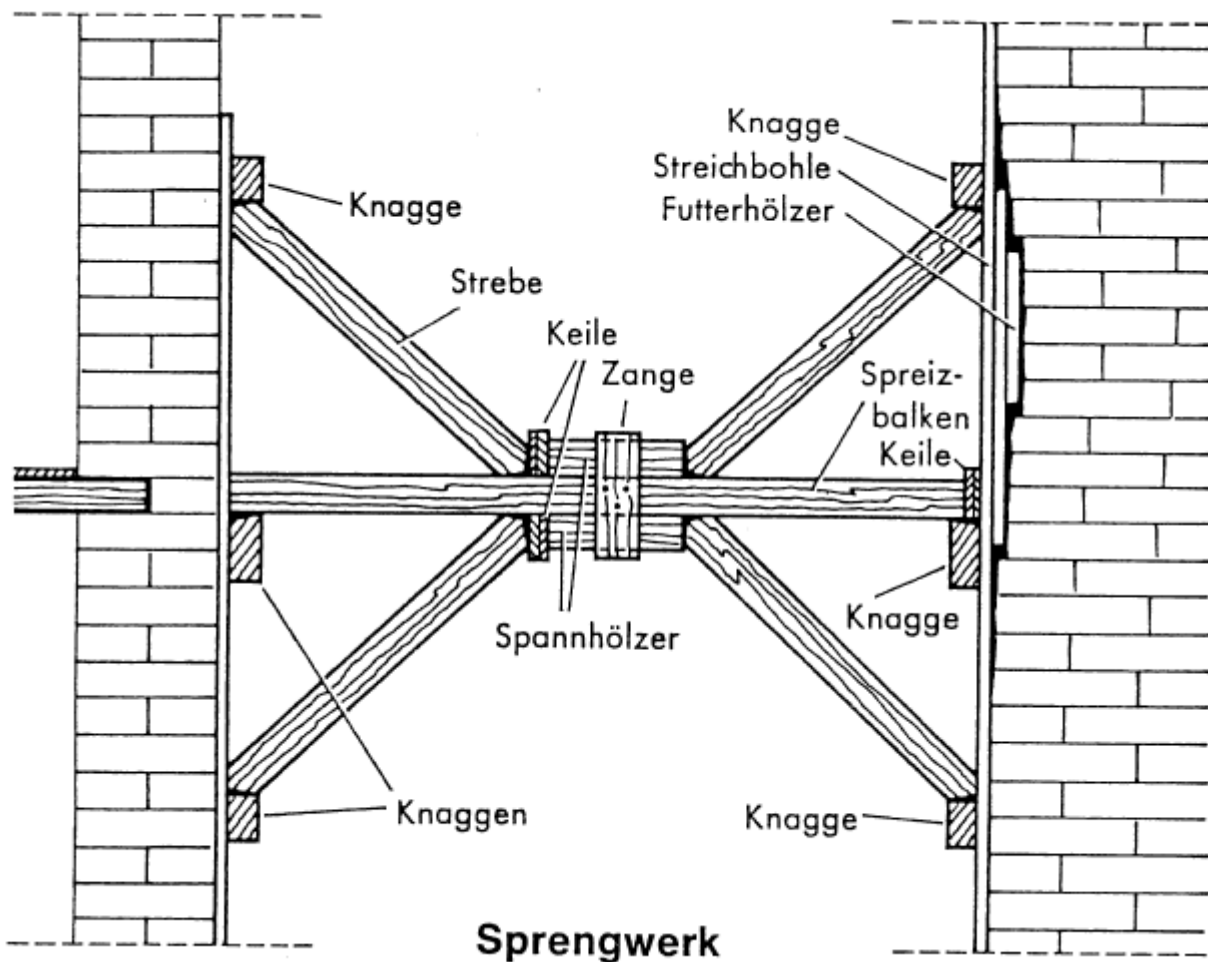 Knagge
Streichbohle
Futterhölzer
Knagge
Strebe
Keile
Zange
Spreiz-
balken
Keile
Knagge
Spannhölzer
Knaggen
Knagge
Sprengwerk